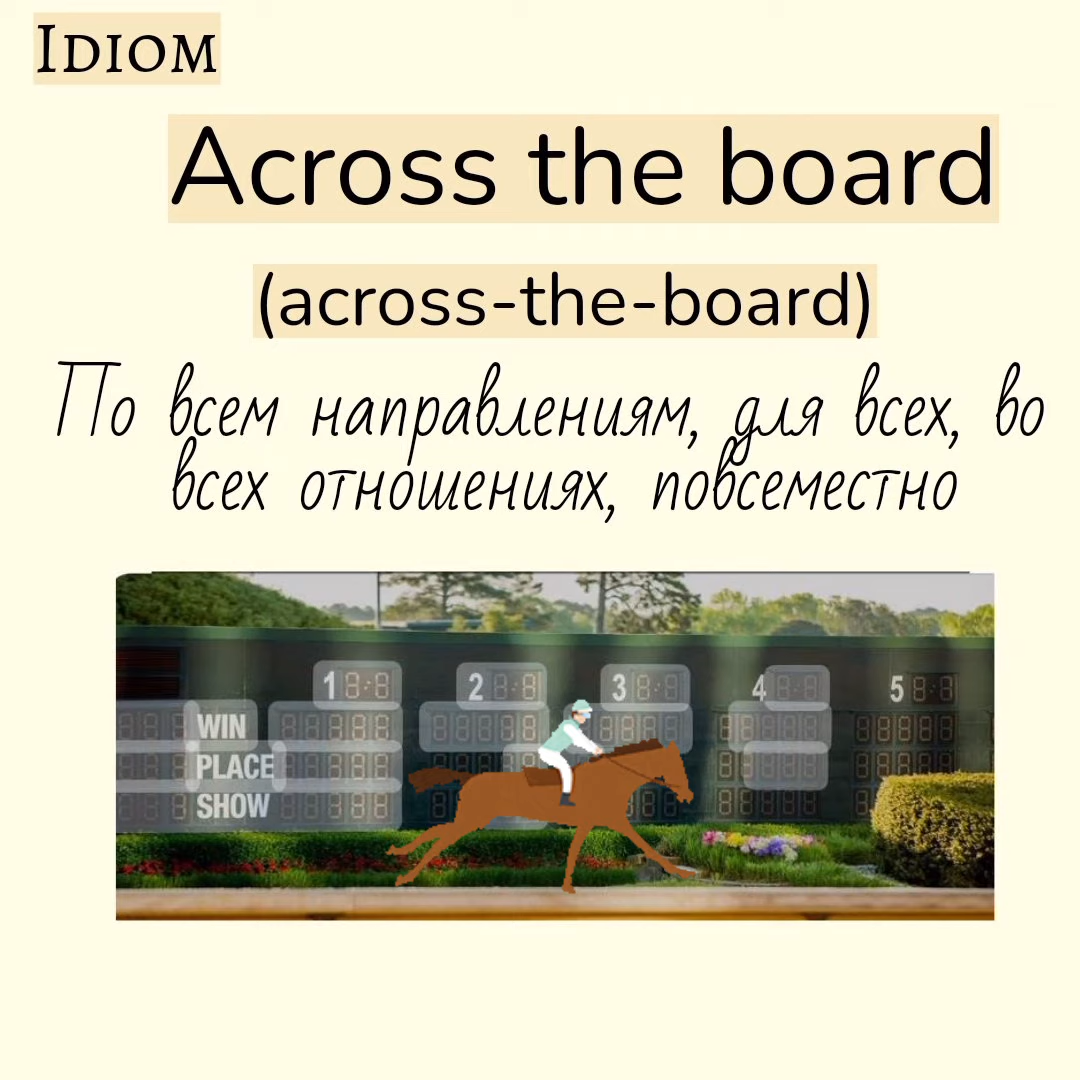 Idiom
Across the board
(across-the-board)
По всем направлениям, для всех, во
всех отношениях, повсеместно
1 2 3 4 5
WIN
PLACE
SHOW